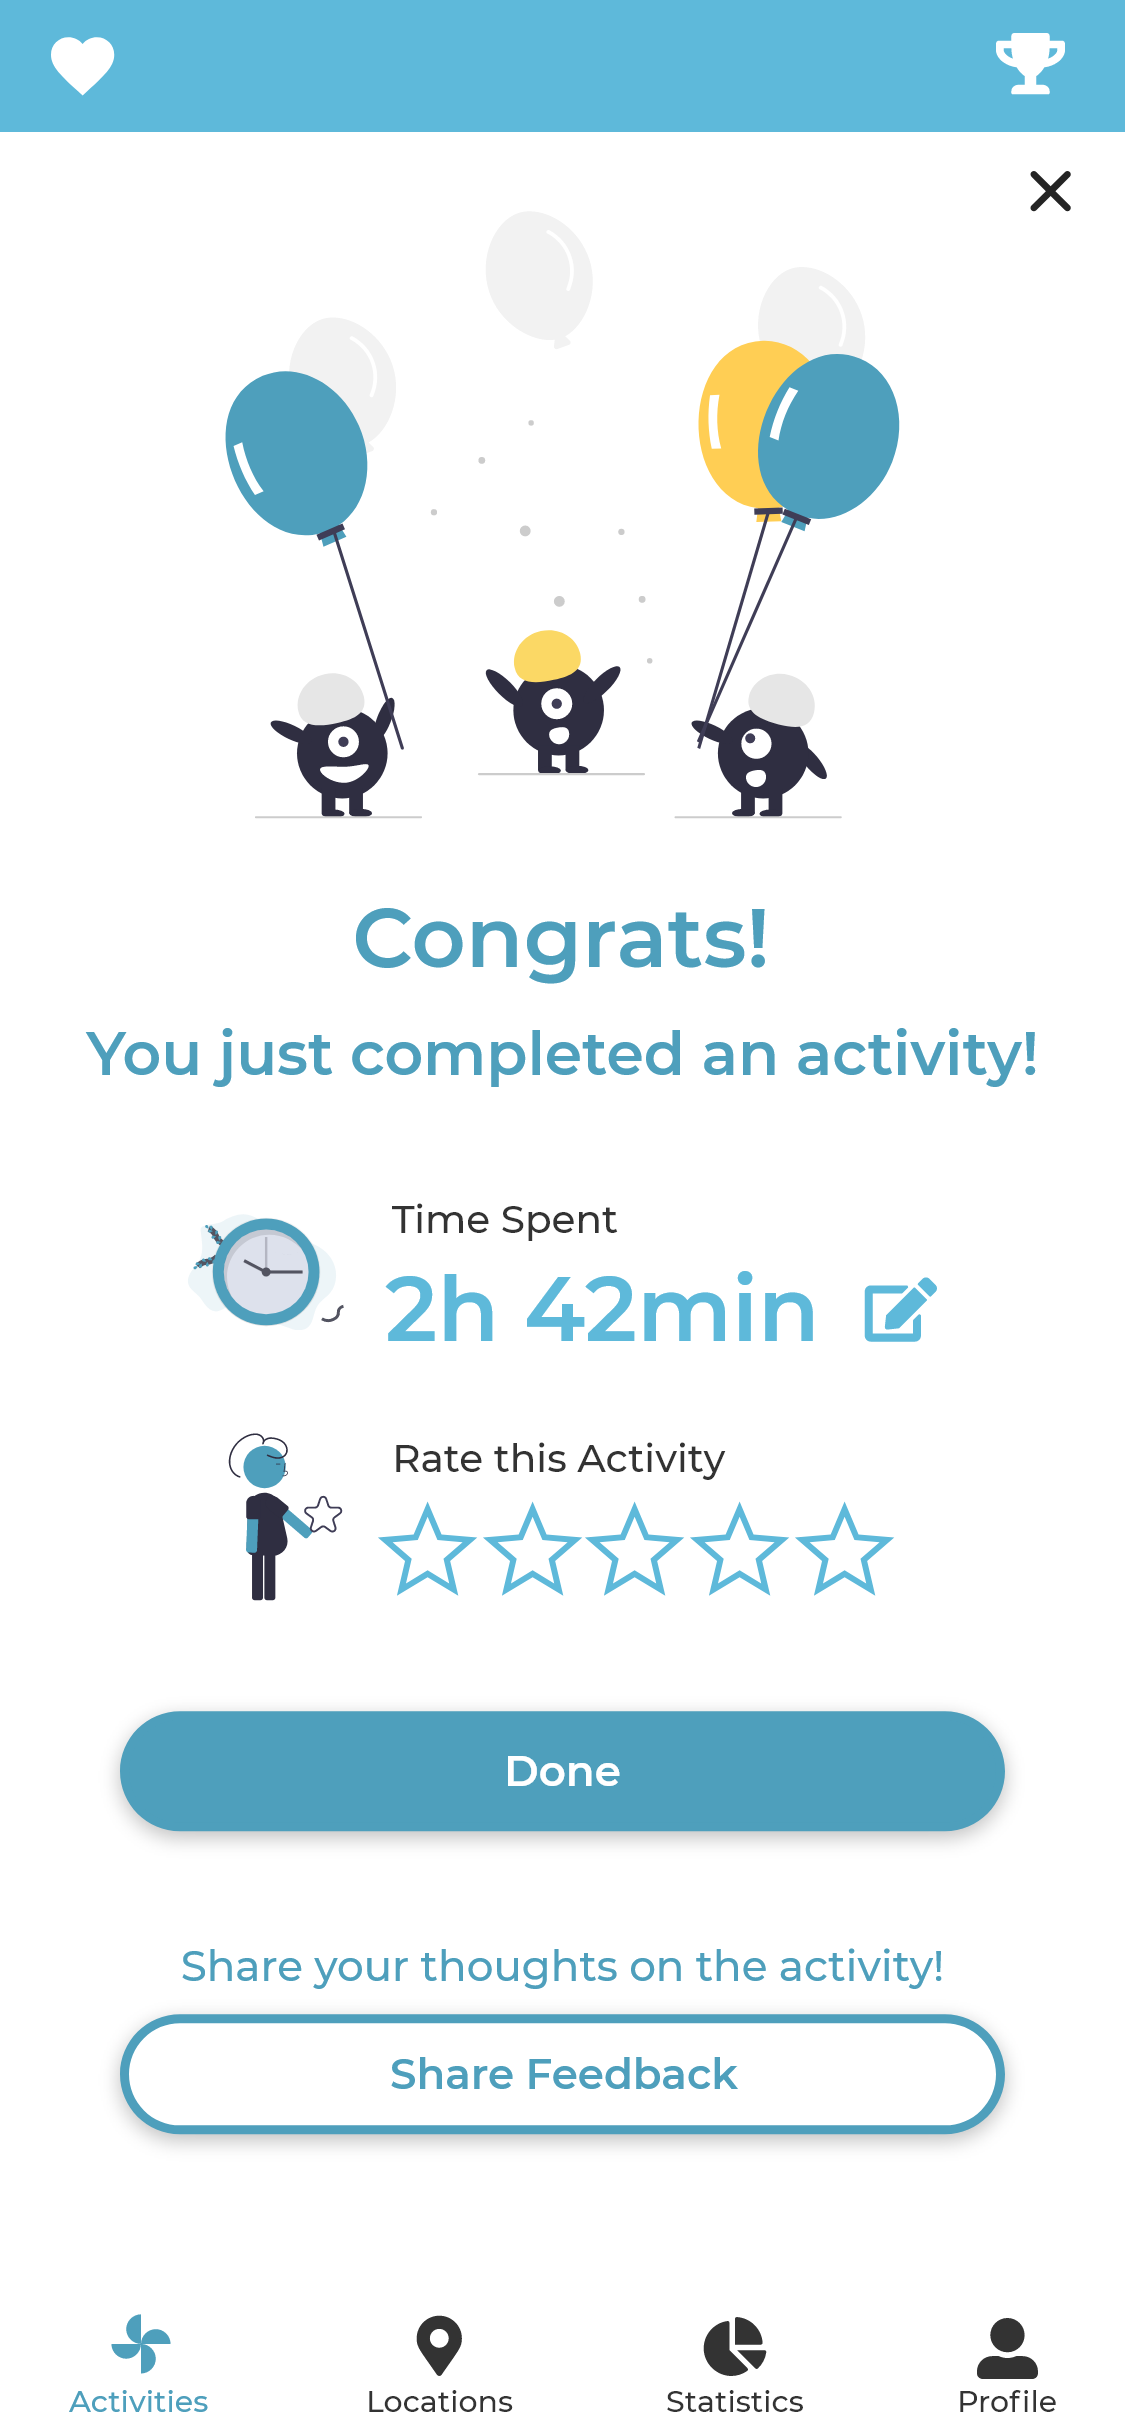 Congrats!
You just completed an activity!
Time Spent
2h 42min
Rate this Activity
Done
Share your thoughts on the activity!
Share Feedback
Activities
Locations
Statistics
Profile